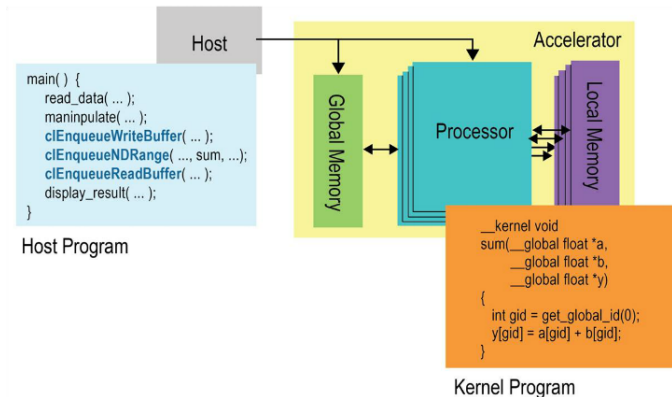 Host
Accelerator
main( ) {
read_data( ... );
maninpulate( ... );
clEnqueueWriteBuffer( ... );
clEnqueueNDRange( ..., sum, ...);
clEnqueueReadBuffer( ... );
display_result( ... );
}
Host Program
Global Memory
Processor
Local Memory
__kernel void
sum(__global float *a,
__global float *b,
__global float *y)
{
int gid = get_global_id(0);
y[gid] = a[gid] + b[gid];
}
Kernel Program